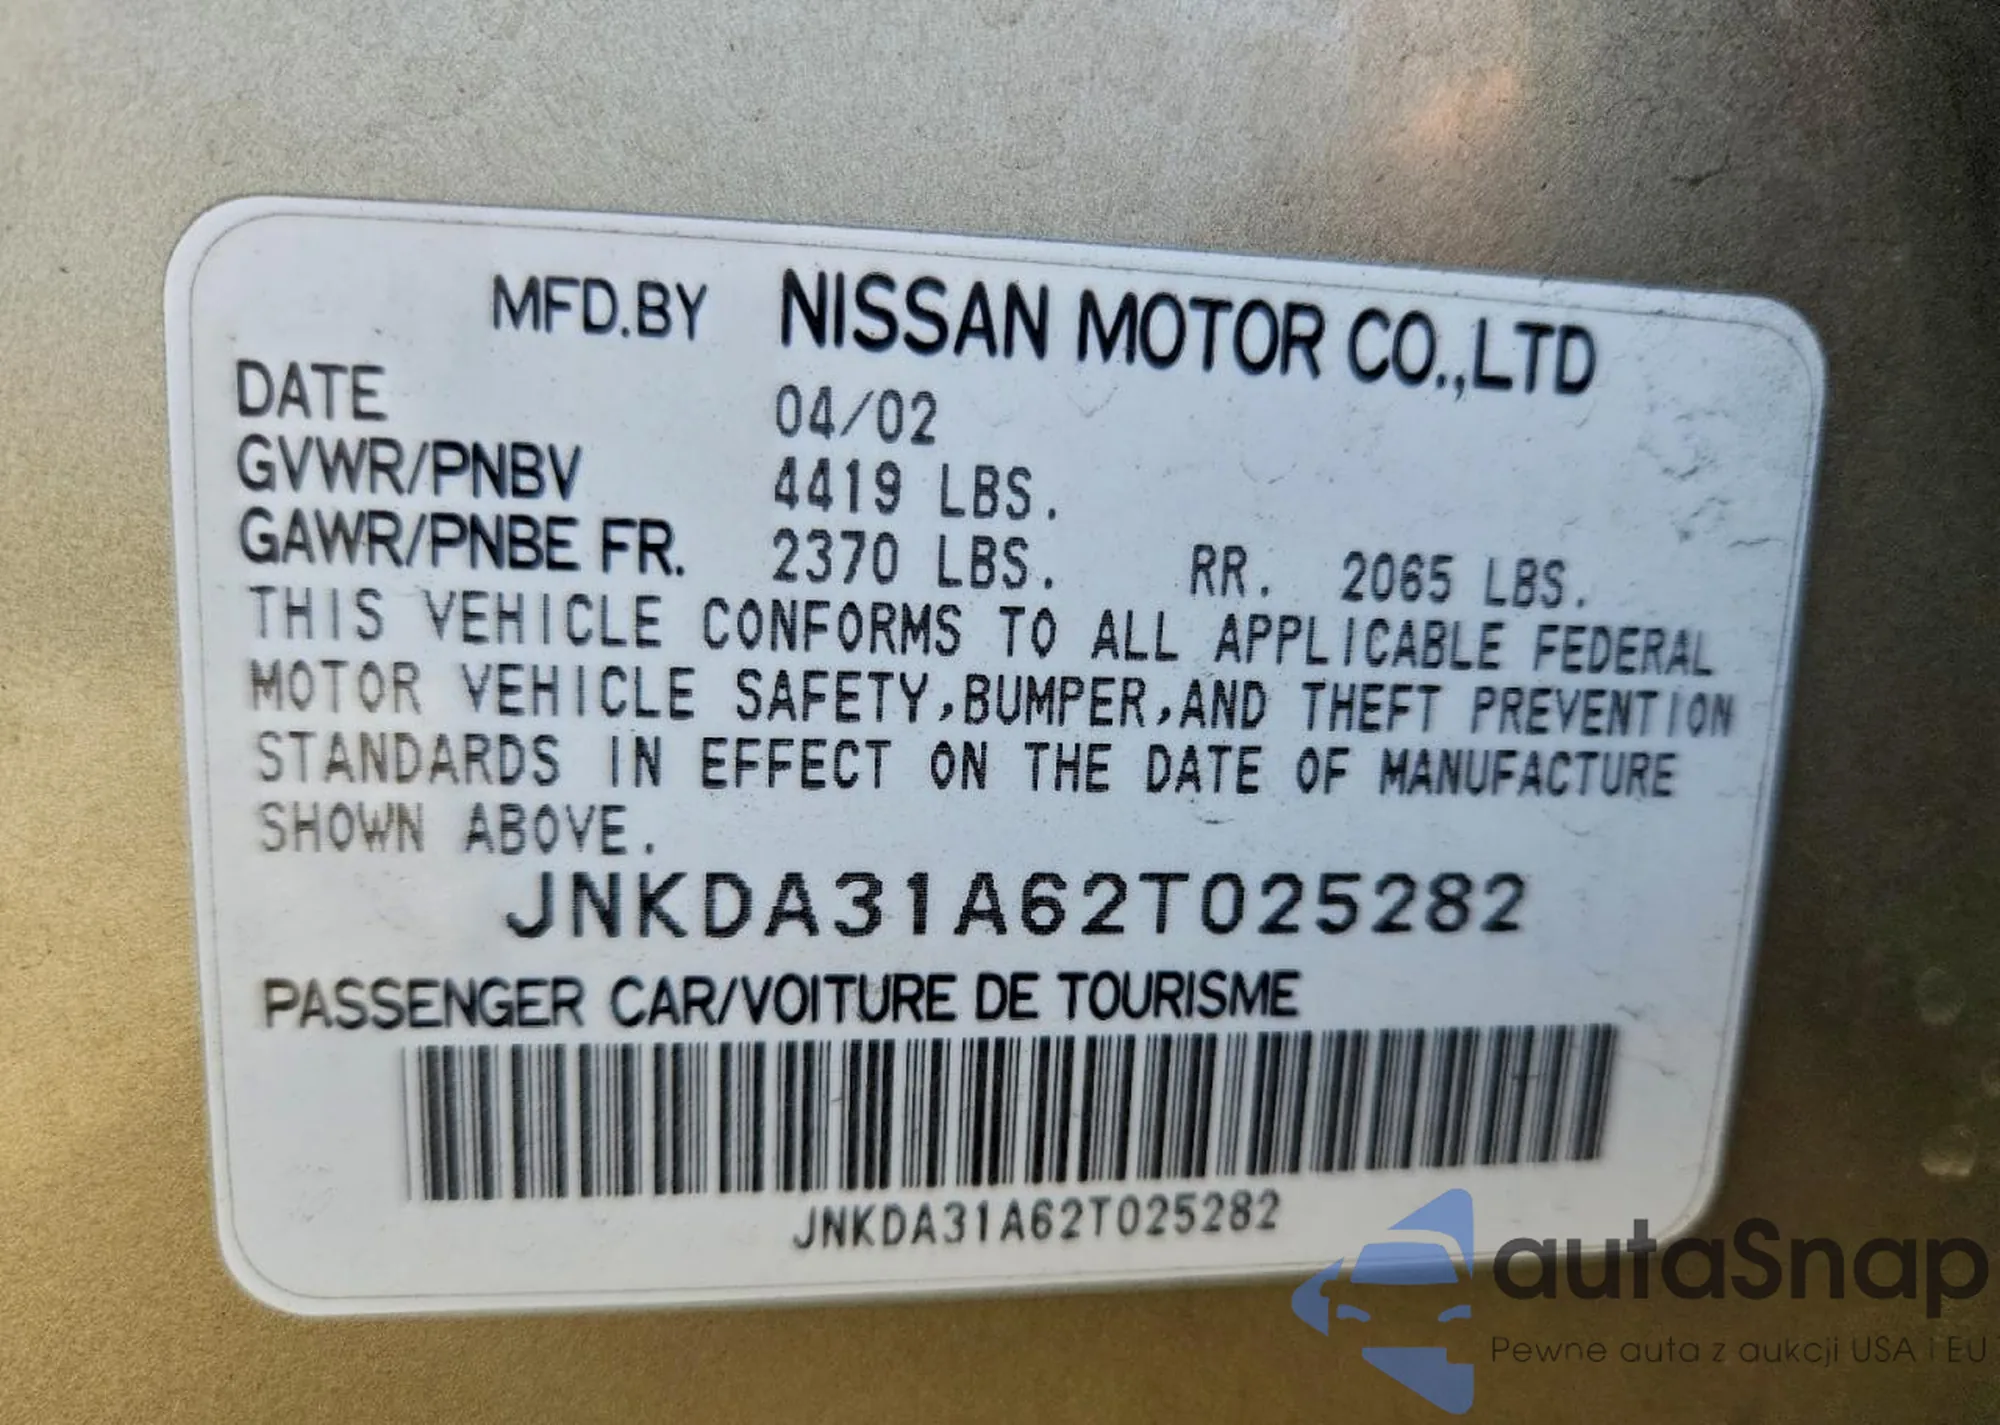 MFD.BY NISSAN MOTOR CO.,LTD
DATE 04/02
GVWR/PNBV 4419 LBS.
GAWR/PNBE FR. 2370 LBS. RR. 2065 LBS.
THIS VEHICLE CONFORMS TO ALL APPLICABLE FEDERAL
MOTOR VEHICLE SAFETY,BUMPER,AND THEFT PREVENTION
STANDARDS IN EFFECT ON THE DATE OF MANUFACTURE
SHOWN ABOVE.
JNKDA31A62T025282
PASSENGER CAR/VOITURE DE TOURISME
JNKDA31A62T025282
autaSnap
Pewne auta z aukcji USA i EU